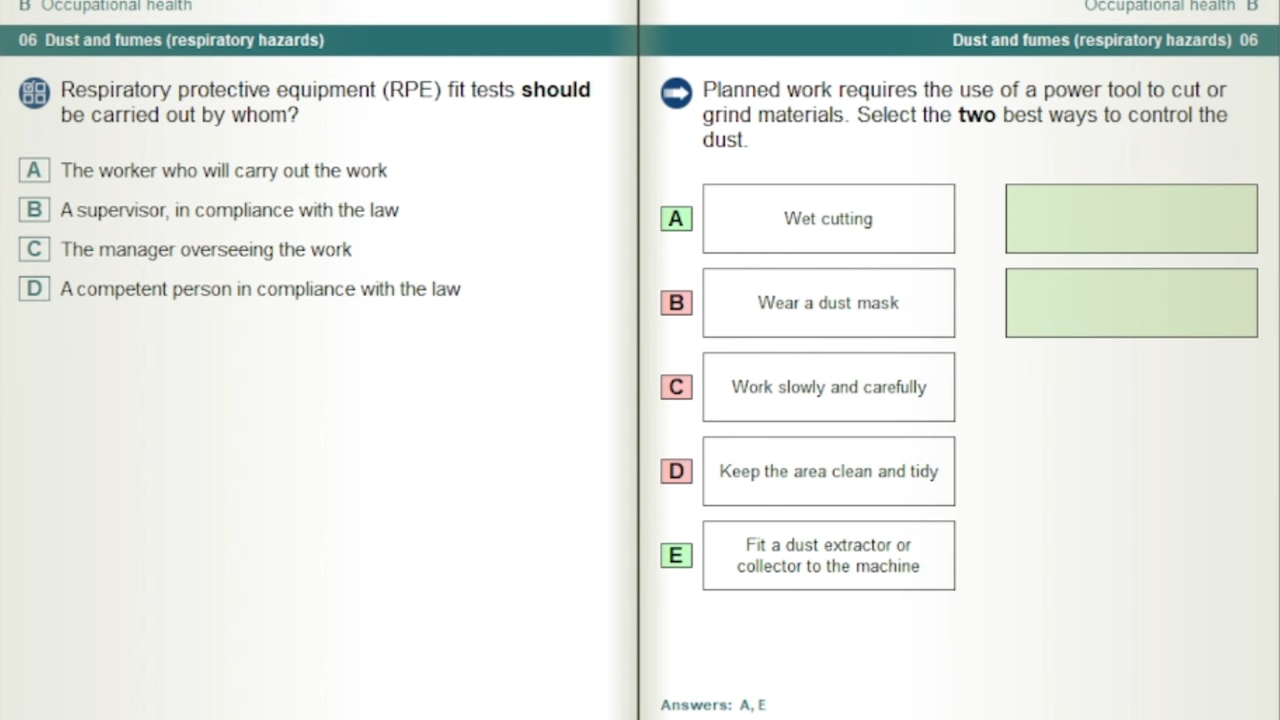 B Occupational health
06 Dust and fumes (respiratory hazards)
Respiratory protective equipment (RPE) fit tests should
be carried out by whom?
A The worker who will carry out the work
B A supervisor, in compliance with the law
C The manager overseeing the work
D A competent person in compliance with the law
Occupational health B
Dust and fumes (respiratory hazards) 06
Planned work requires the use of a power tool to cut or
grind materials. Select the two best ways to control the
dust.
A Wet cutting
B Wear a dust mask
C Work slowly and carefully
D Keep the area clean and tidy
E Fit a dust extractor or
collector to the machine
Answers: A, E